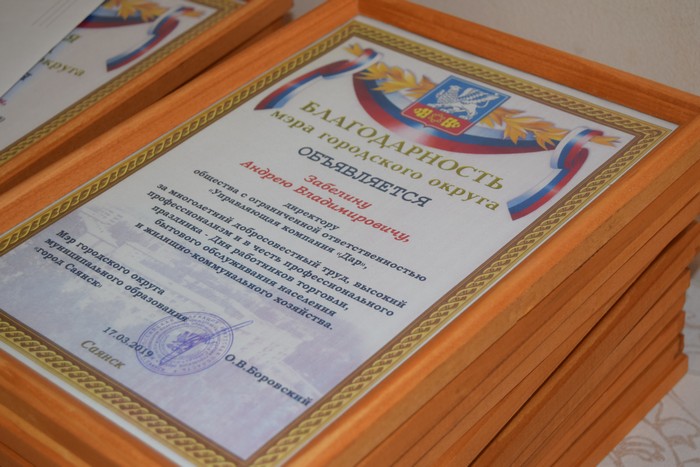 БЛАГОДАРНОСТЬ
мэра городского округа
ОБЪЯВЛЯЕТСЯ
Забелину
Андрею Владимировичу,
директору
общества с ограниченной ответственностью
«Управляющая компания «Дар»,
за многолетний добросовестный труд, высокий
профессионализм и в честь профессионального
праздника - Дня работников торговли,
бытового обслуживания населения
и жилищно-коммунального хозяйства.
Мэр городского округа
муниципального образования
«город Саянск»
О.В.Боровский
17.03.2019
Саянск
округа